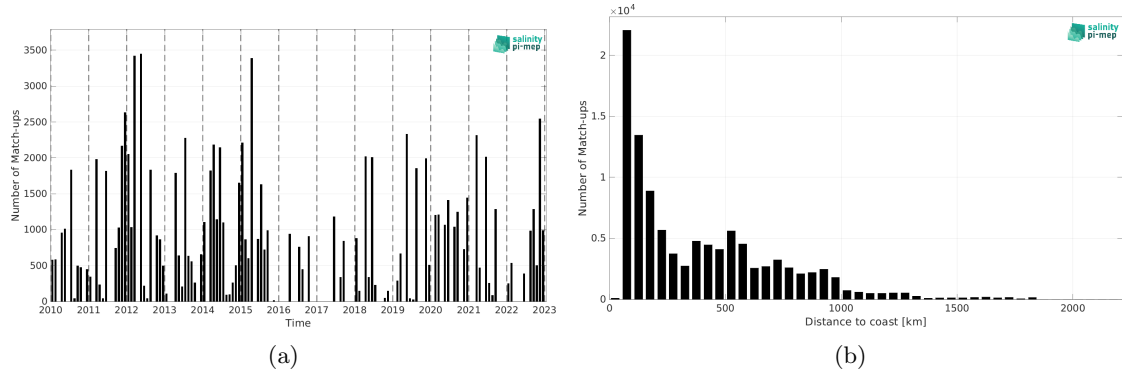 salinity
pi-mep
Number of Match-ups
3500
3000
2500
2000
1500
1000
500
0
2010 2011 2012 2013 2014 2015 2016 2017 2018 2019 2020 2021 2022 2023
Time
(a)
×10⁴
salinity
pi-mep
Number of Match-ups
2
1.5
1
0.5
0
0 500 1000 1500 2000
Distance to coast [km]
(b)